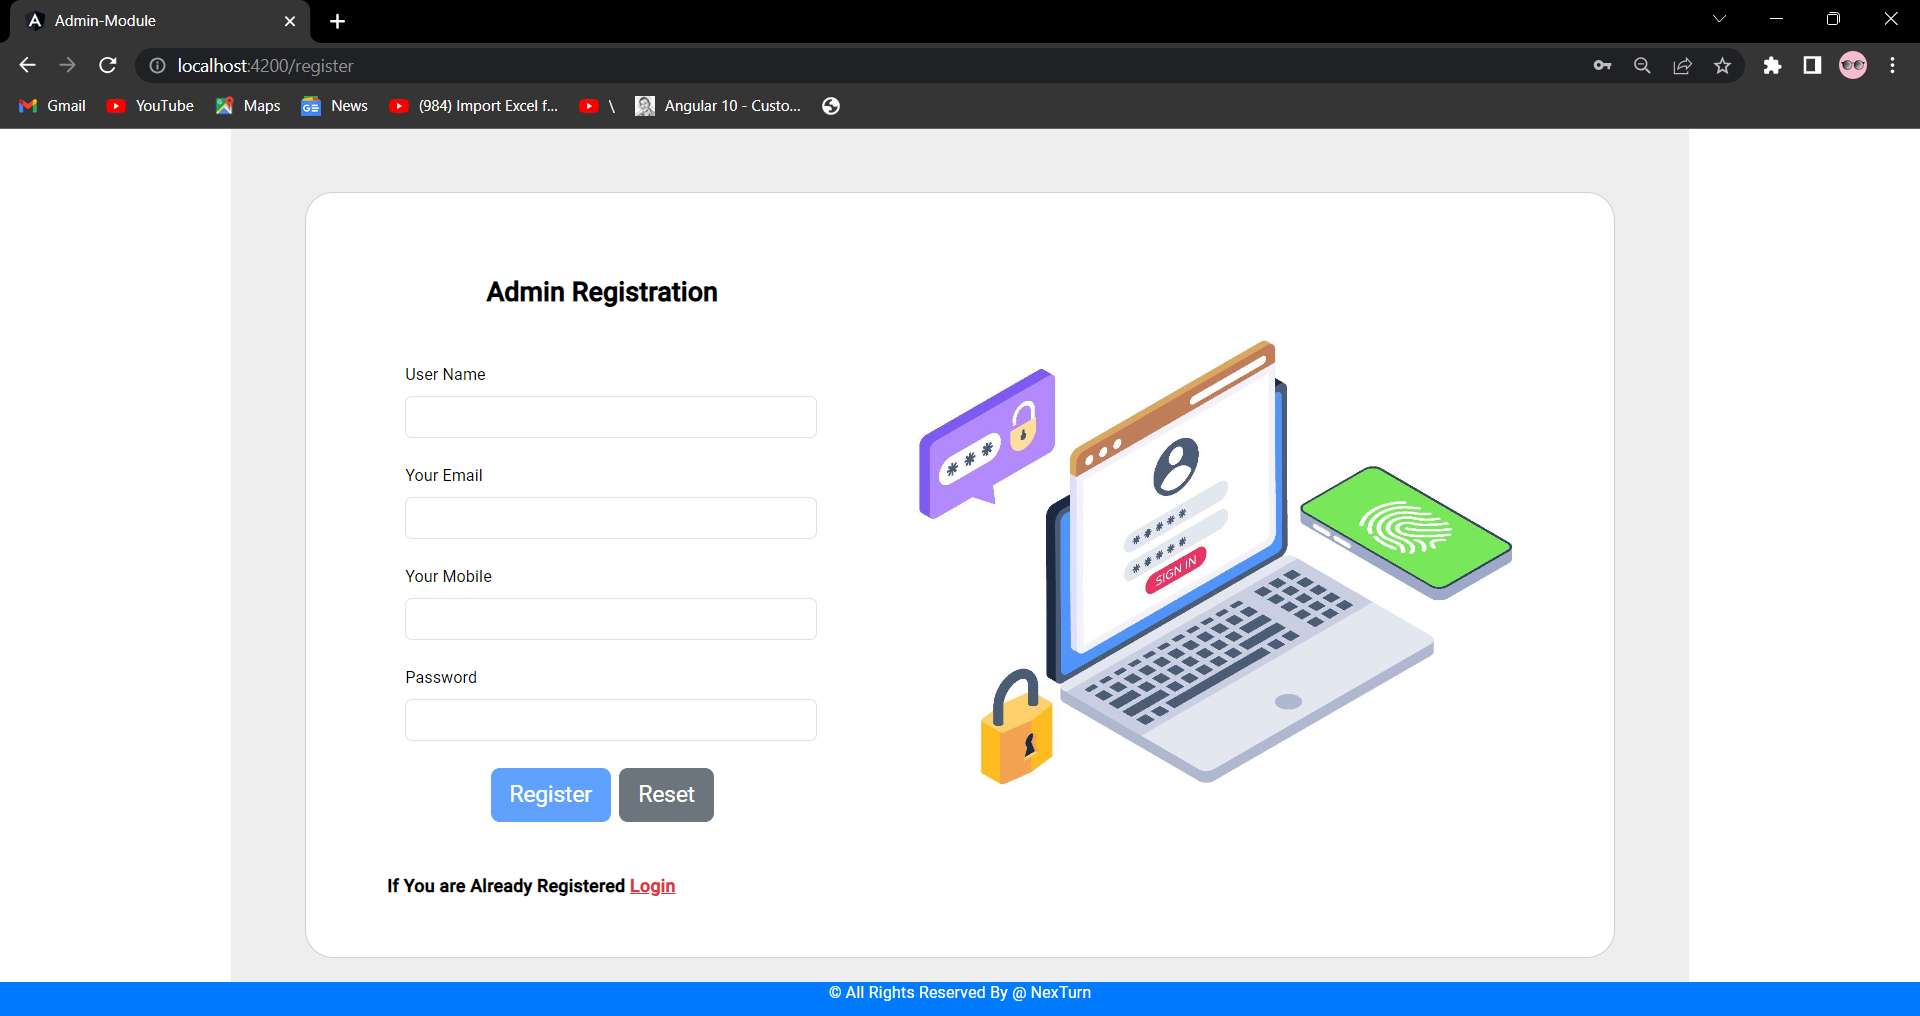 Admin-Module
localhost:4200/register
Gmail YouTube Maps News (984) Import Excel f... \ Angular 10 - Custo...
Admin Registration
User Name
Your Email
Your Mobile
Password
Register Reset
If You are Already Registered Login
***
*****
*****
SIGN IN
© All Rights Reserved By @ NexTurn